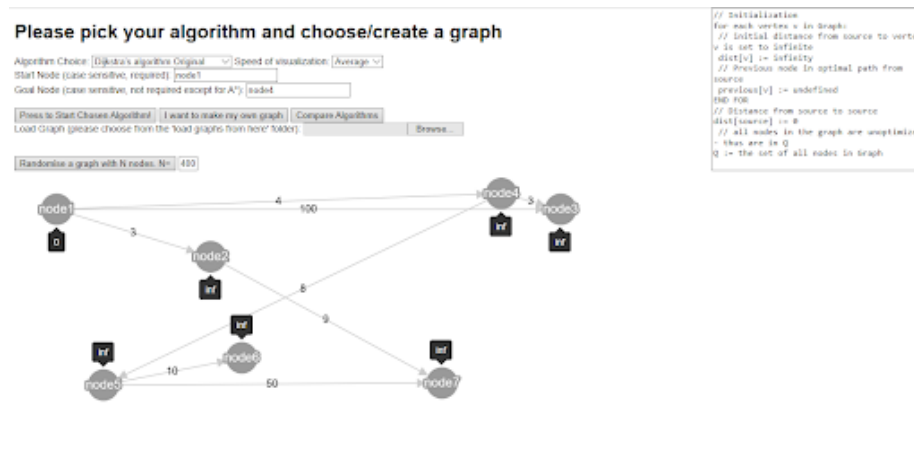 Please pick your algorithm and choose/create a graph
Algorithm Choice: Dijkstra's algorithm Original Speed of visualization: Average
Start Node (case sensitive, required): node1
Goal Node (case sensitive, not required except for A*): node4
Press to Start Chosen Algorithm! I want to make my own graph Compare Algorithms
Load Graph (please choose from the 'load graphs from here' folder): Browse...
Randomise a graph with N nodes. N= 400
// Initialization
for each vertex v in Graph:
// initial distance from source to verte
v is set to infinite
dist[v] := infinity
// Previous node in optimal path from
source
previous[v] := undefined
END FOR
// Distance from source to source
dist[source] := 0
// all nodes in the graph are unoptimiz
- thus are in Q
Q := the set of all nodes in Graph
node1
0
4
100
node4
inf
3
node3
inf
3
node2
inf
8
9
inf
node5
inf
node6
10
50
inf
node7